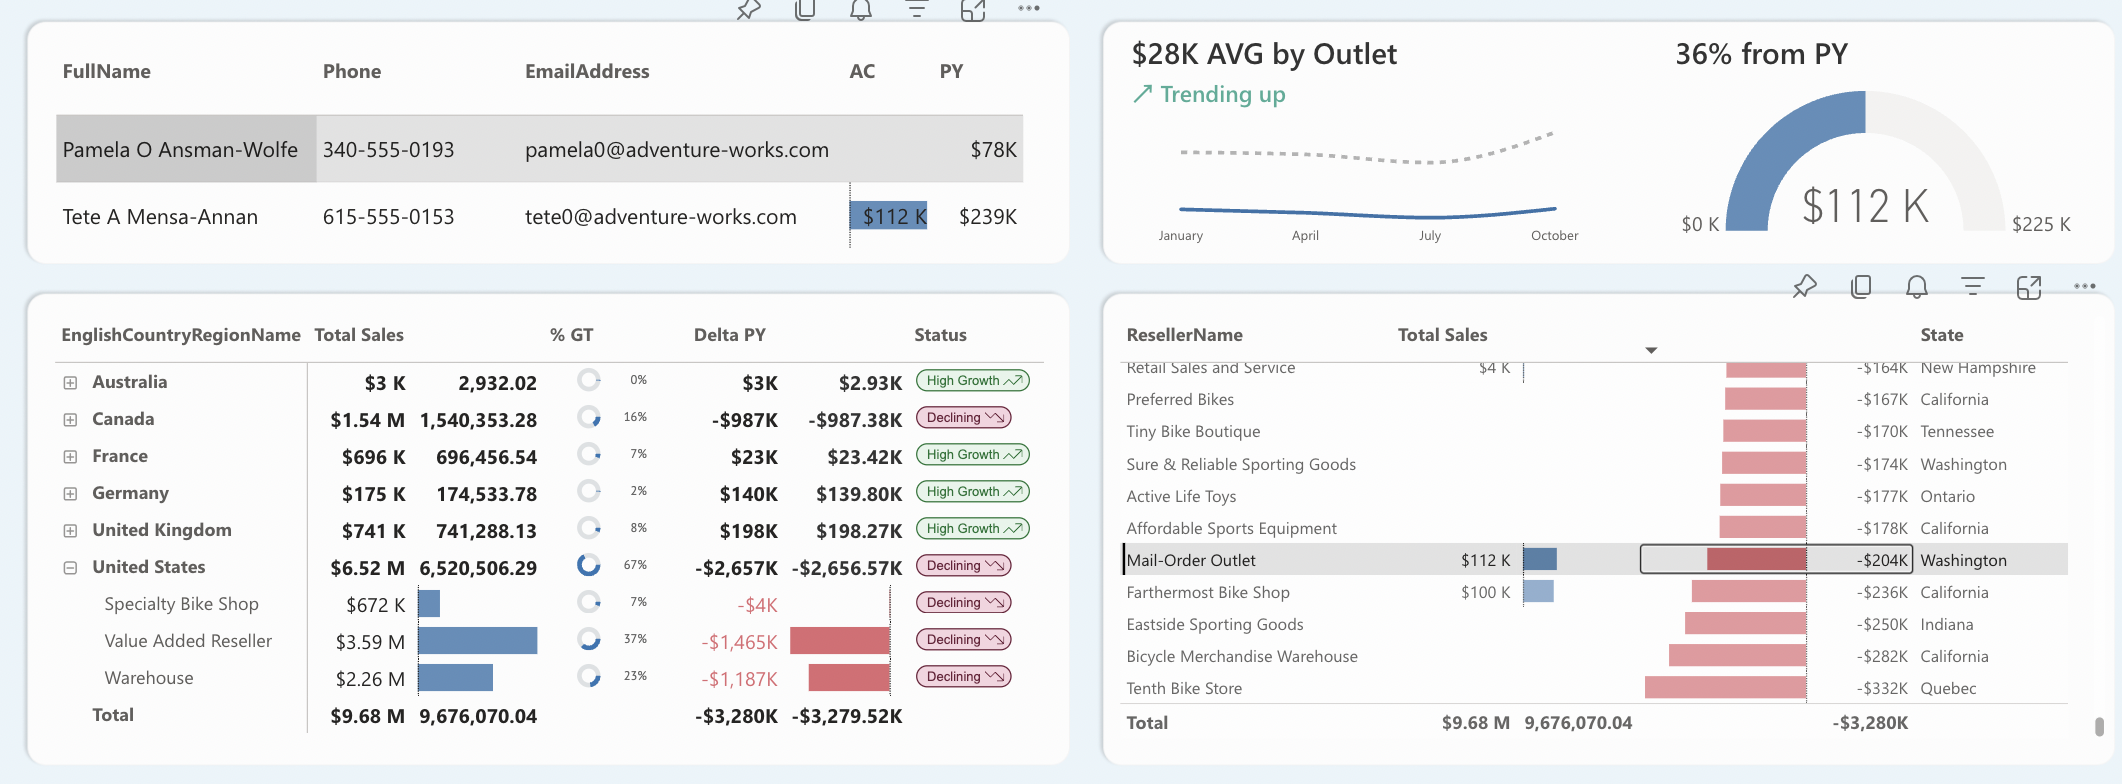 FullName Phone EmailAddress AC PY
Pamela O Ansman-Wolfe 340-555-0193 pamela0@adventure-works.com $78K
Tete A Mensa-Annan 615-555-0153 tete0@adventure-works.com $112 K $239K
$28K AVG by Outlet
↗ Trending up
January April July October
36% from PY
$112 K
$0 K $225 K
EnglishCountryRegionName Total Sales % GT Delta PY Status
Australia $3 K 2,932.02 0% $3K $2.93K High Growth
Canada $1.54 M 1,540,353.28 16% -$987K -$987.38K Declining
France $696 K 696,456.54 7% $23K $23.42K High Growth
Germany $175 K 174,533.78 2% $140K $139.80K High Growth
United Kingdom $741 K 741,288.13 8% $198K $198.27K High Growth
United States $6.52 M 6,520,506.29 67% -$2,657K -$2,656.57K Declining
Specialty Bike Shop $672 K 7% -$4K Declining
Value Added Reseller $3.59 M 37% -$1,465K Declining
Warehouse $2.26 M 23% -$1,187K Declining
Total $9.68 M 9,676,070.04 -$3,280K -$3,279.52K
ResellerName Total Sales State
Retail Sales and Service $4 K -$164K New Hampshire
Preferred Bikes -$167K California
Tiny Bike Boutique -$170K Tennessee
Sure & Reliable Sporting Goods -$174K Washington
Active Life Toys -$177K Ontario
Affordable Sports Equipment -$178K California
Mail-Order Outlet $112 K -$204K Washington
Farthermost Bike Shop $100 K -$236K California
Eastside Sporting Goods -$250K Indiana
Bicycle Merchandise Warehouse -$282K California
Tenth Bike Store -$332K Quebec
Total $9.68 M 9,676,070.04 -$3,280K